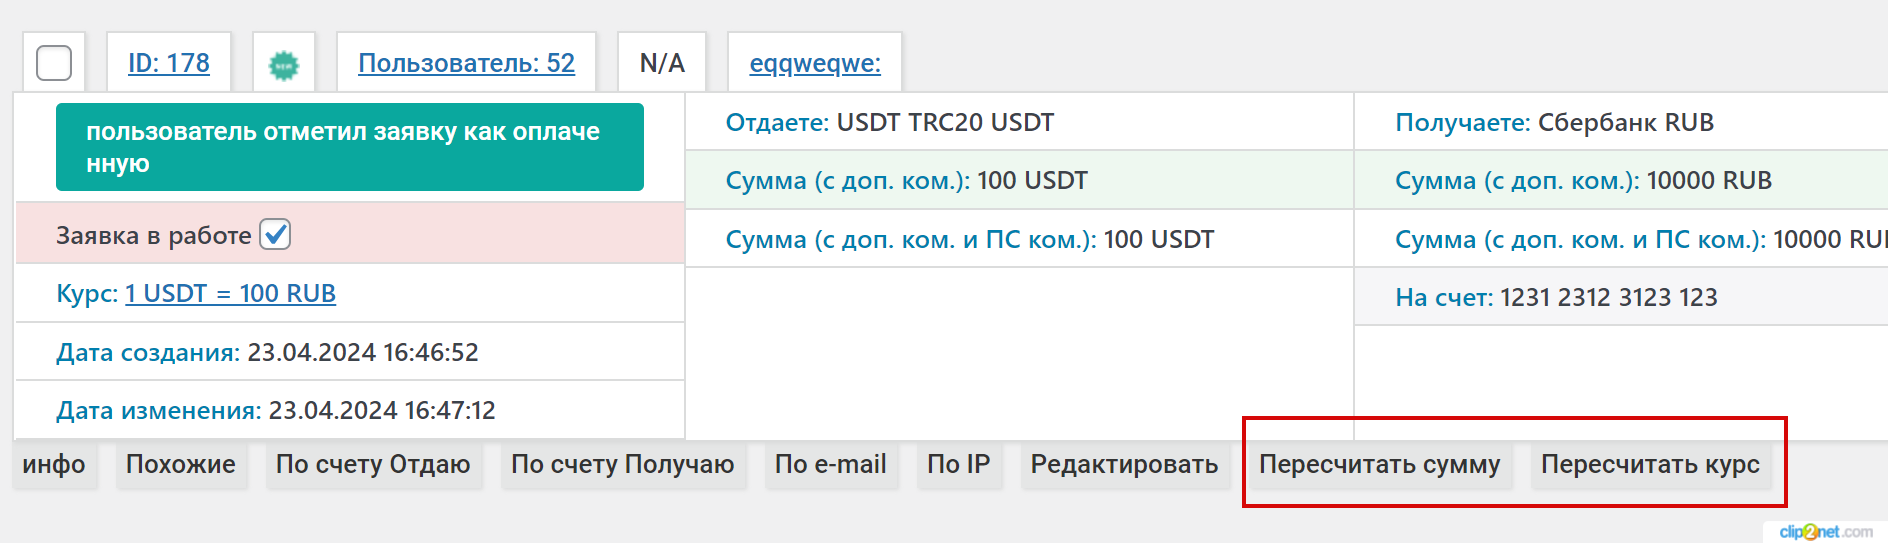 ID: 178
NEW
Пользователь: 52
N/A
eqqweqwe:
пользователь отметил заявку как оплаче
нную
Заявка в работе
Курс: 1 USDT = 100 RUB
Дата создания: 23.04.2024 16:46:52
Дата изменения: 23.04.2024 16:47:12
Отдаете: USDT TRC20 USDT
Сумма (с доп. ком.): 100 USDT
Сумма (с доп. ком. и ПС ком.): 100 USDT
Получаете: Сбербанк RUB
Сумма (с доп. ком.): 10000 RUB
Сумма (с доп. ком. и ПС ком.): 10000 RU
На счет: 1231 2312 3123 123
инфо
Похожие
По счету Отдаю
По счету Получаю
По e-mail
По IP
Редактировать
Пересчитать сумму
Пересчитать курс
clip2net.com